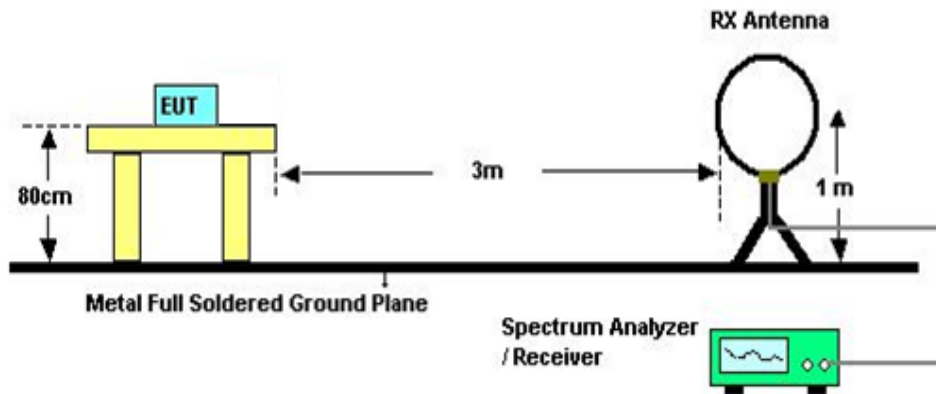 RX Antenna
EUT
80cm
3m
1 m
Metal Full Soldered Ground Plane
Spectrum Analyzer
/ Receiver